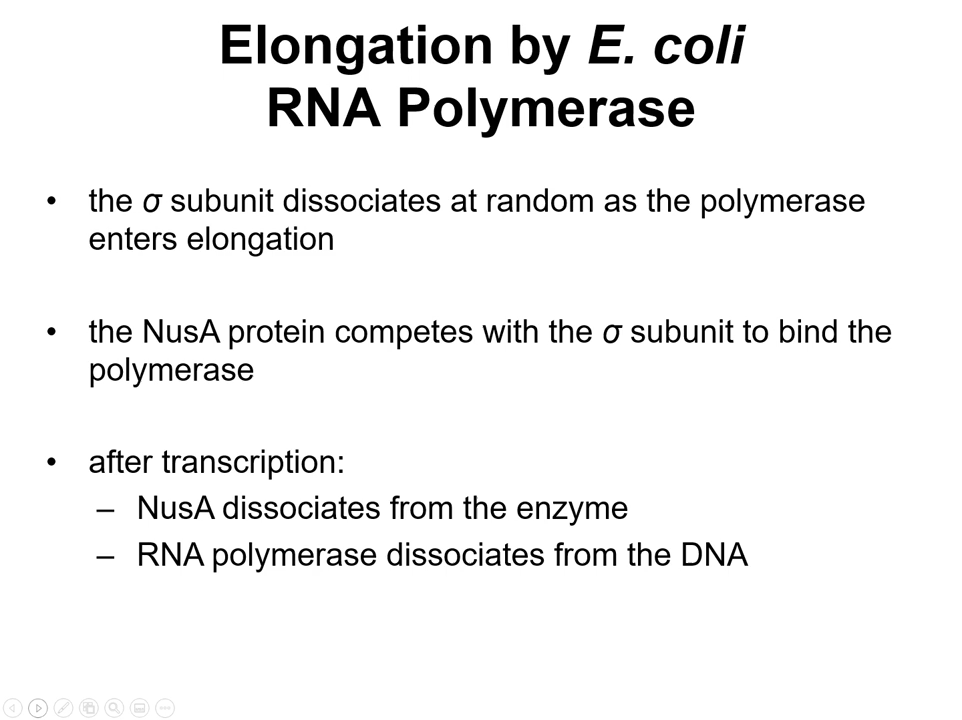 Elongation by E. coli
RNA Polymerase
• the σ subunit dissociates at random as the polymerase
enters elongation
• the NusA protein competes with the σ subunit to bind the
polymerase
• after transcription:
– NusA dissociates from the enzyme
– RNA polymerase dissociates from the DNA